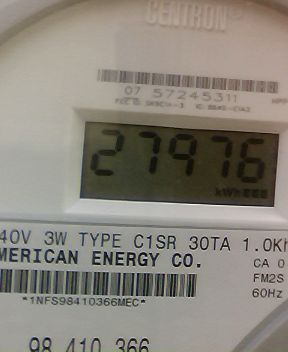 CENTRON®
07 57245311
27976
kWh
40V 3W TYPE C1SR 30TA 1.0Kh
MERICAN ENERGY CO.
CA 0
FM2S
60Hz
*1NFS98410366MEC*
98 410 366